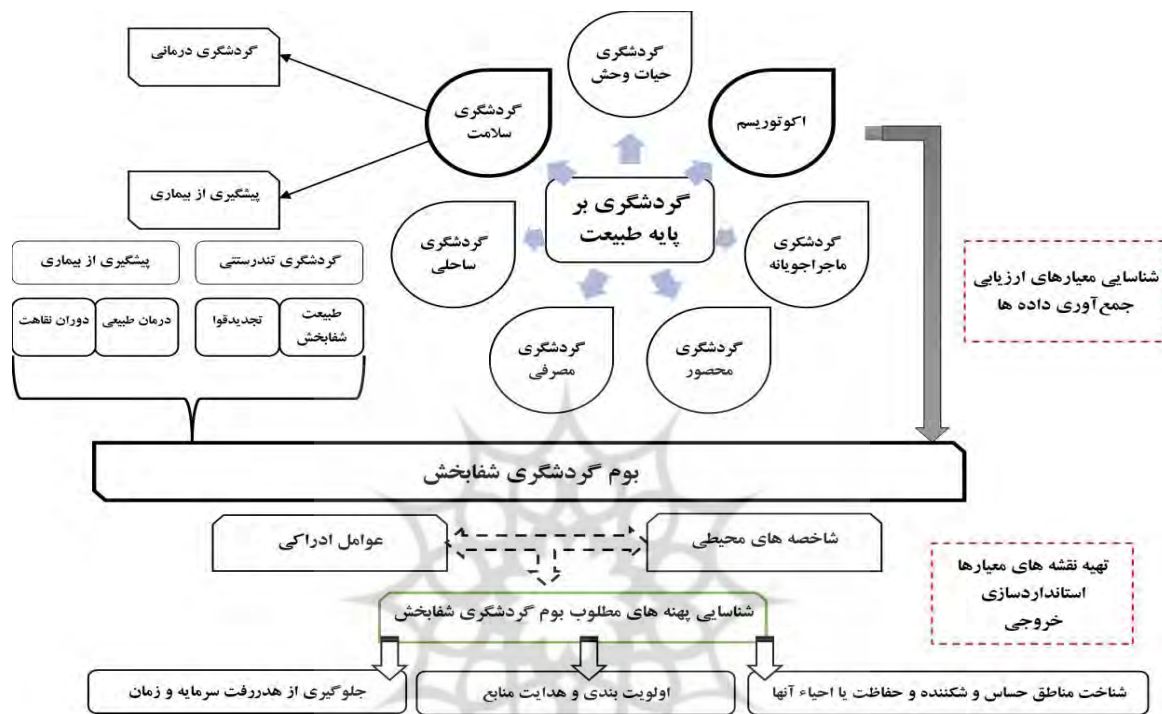 گردشگری درمانی
گردشگری
حیات وحش
گردشگری
سلامت
اکوتوریسم
پیشگیری از بیماری
گردشگری بر
پایه طبیعت
گردشگری
ساحلی
گردشکری
ماجراجویانه
گردشگری
مصرفی
گردشگری
محصور
شناسایی معیارهای ارزیابی
جمع‌آوری داده ها
گردشگری تندرستی
پیشگیری از بیماری
طبیعت
شفابخش
تجدیدقوا
درمان طبیعی
دوران نقاهت
بوم گردشگری شفابخش
شاخصه های محیطی
عوامل ادراکی
تهیه نقشه های معیارها
استانداردسازی
خروجی
شناسایی پهنه های مطلوب بوم گردشگری شفابخش
شناخت مناطق حساس و شکننده و حفاظت یا احیاء آنها
اولویت بندی و هدایت منابع
جلوگیری از هدررفت سرمایه و زمان